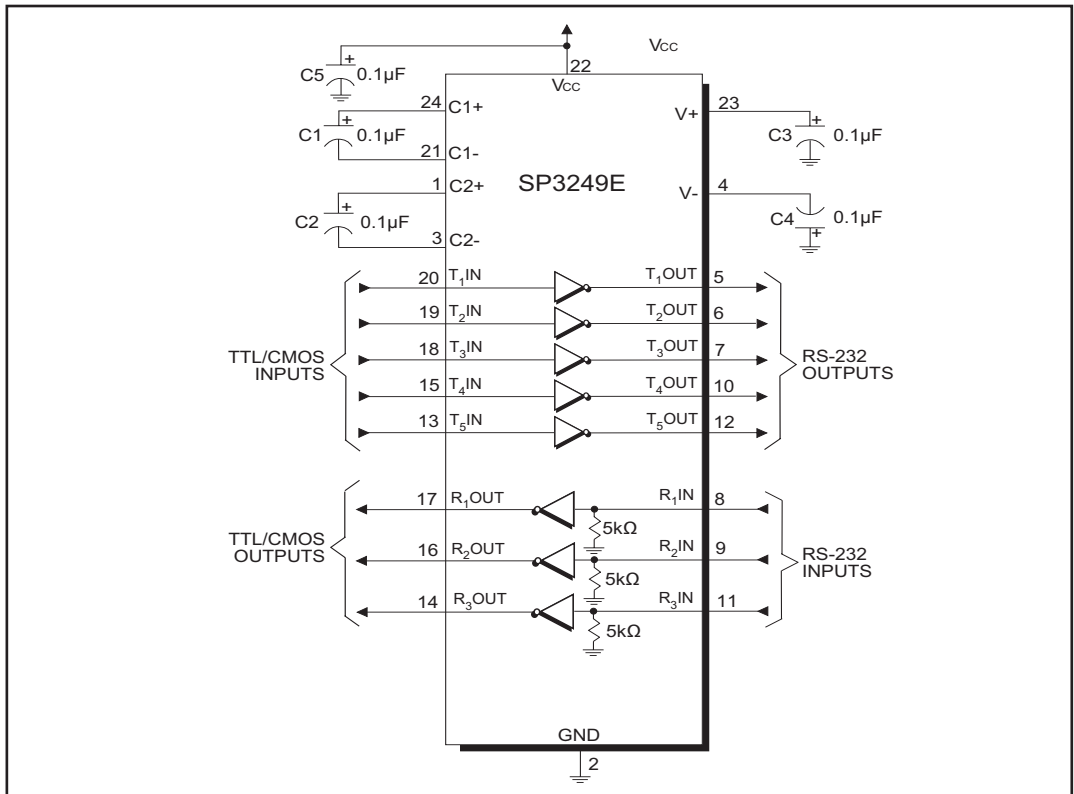 VCC
22
VCC
C5 + 0.1µF
24 C1+
C1 + 0.1µF
21 C1-
1 C2+
C2 + 0.1µF
3 C2-
SP3249E
V+ 23
C3 + 0.1µF
V- 4
C4 + 0.1µF
TTL/CMOS
INPUTS
20 T1IN T1OUT 5
19 T2IN T2OUT 6
18 T3IN T3OUT 7
15 T4IN T4OUT 10
13 T5IN T5OUT 12
RS-232
OUTPUTS
TTL/CMOS
OUTPUTS
17 R1OUT R1IN 8
5kΩ
16 R2OUT R2IN 9
5kΩ
14 R3OUT R3IN 11
5kΩ
RS-232
INPUTS
GND
2